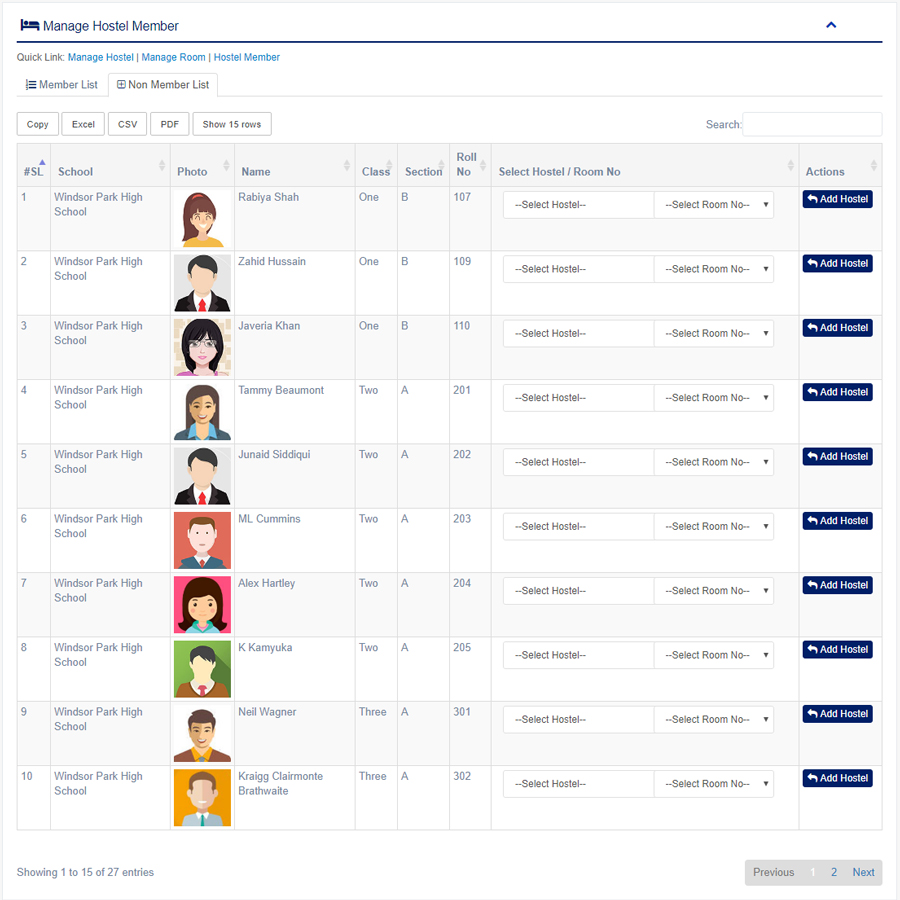 Manage Hostel Member
Quick Link: Manage Hostel | Manage Room | Hostel Member
Member List Non Member List
Copy Excel CSV PDF Show 15 rows Search:
#SL School Photo Name Class Section Roll No Select Hostel / Room No Actions
1 Windsor Park High School Rabiya Shah One B 107 --Select Hostel-- --Select Room No-- Add Hostel
2 Windsor Park High School Zahid Hussain One B 109 --Select Hostel-- --Select Room No-- Add Hostel
3 Windsor Park High School Javeria Khan One B 110 --Select Hostel-- --Select Room No-- Add Hostel
4 Windsor Park High School Tammy Beaumont Two A 201 --Select Hostel-- --Select Room No-- Add Hostel
5 Windsor Park High School Junaid Siddiqui Two A 202 --Select Hostel-- --Select Room No-- Add Hostel
6 Windsor Park High School ML Cummins Two A 203 --Select Hostel-- --Select Room No-- Add Hostel
7 Windsor Park High School Alex Hartley Two A 204 --Select Hostel-- --Select Room No-- Add Hostel
8 Windsor Park High School K Kamyuka Two A 205 --Select Hostel-- --Select Room No-- Add Hostel
9 Windsor Park High School Neil Wagner Three A 301 --Select Hostel-- --Select Room No-- Add Hostel
10 Windsor Park High School Kraigg Clairmonte Brathwaite Three A 302 --Select Hostel-- --Select Room No-- Add Hostel
Showing 1 to 15 of 27 entries Previous 1 2 Next